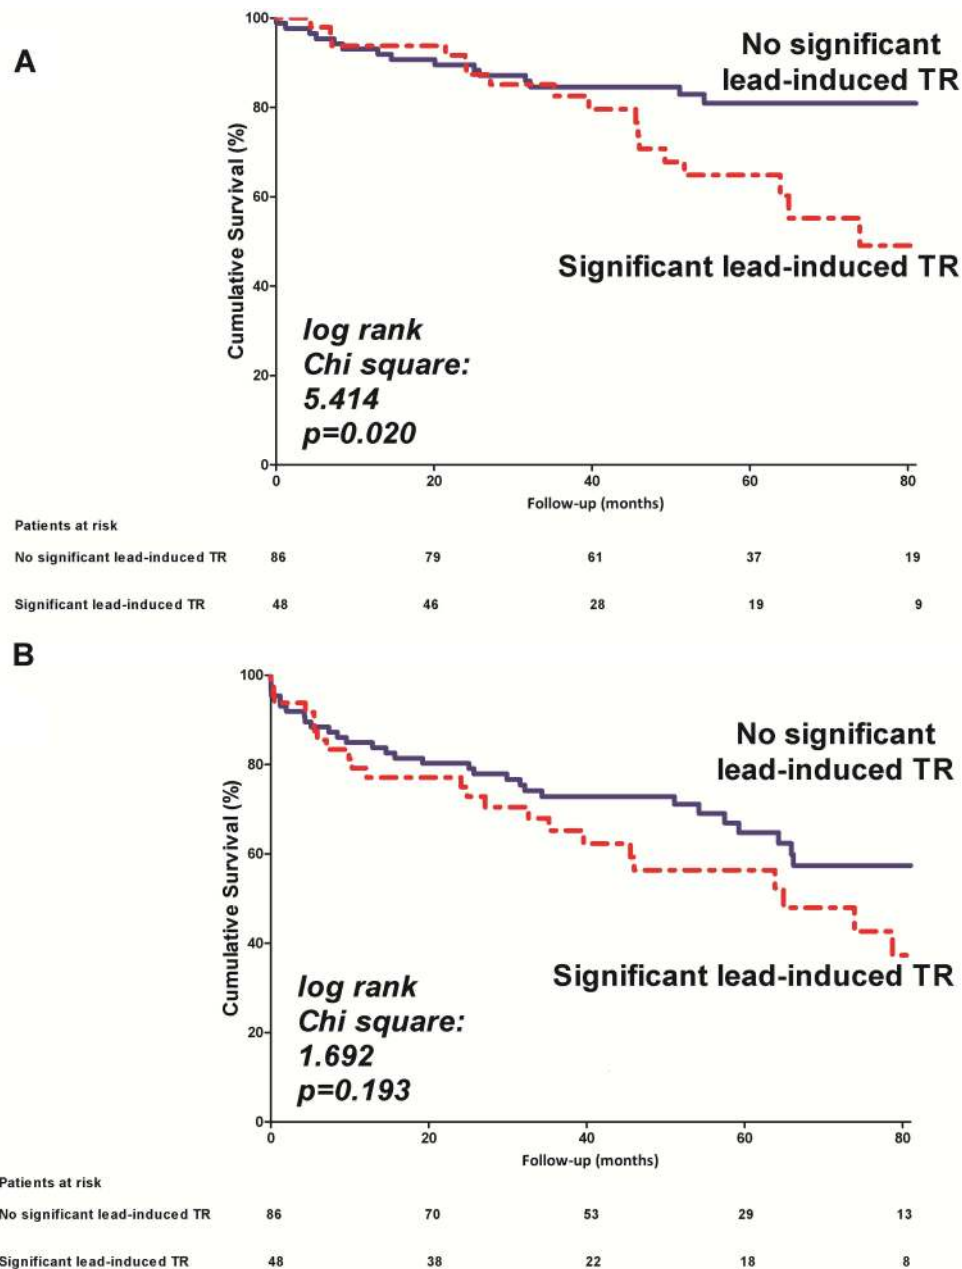 A
100
80
60
40
20
0
Cumulative Survival (%)
No significant
lead-induced TR
Significant lead-induced TR
log rank
Chi square:
5.414
p=0.020
0 20 40 60 80
Follow-up (months)
Patients at risk
No significant lead-induced TR 86 79 61 37 19
Significant lead-induced TR 48 46 28 19 9
B
100
80
60
40
20
0
Cumulative Survival (%)
No significant
lead-induced TR
Significant lead-induced TR
log rank
Chi square:
1.692
p=0.193
0 20 40 60 80
Follow-up (months)
Patients at risk
No significant lead-induced TR 86 70 53 29 13
Significant lead-induced TR 48 38 22 18 8